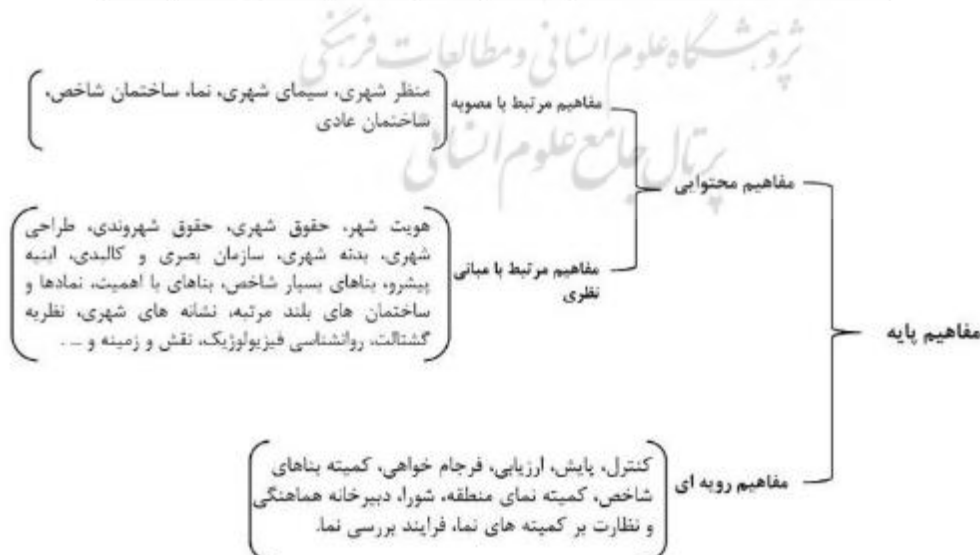 پژوهشگاه علوم انسانی و مطالعات فرهنگی
پرتال جامع علوم انسانی
مفاهیم پایه
مفاهیم محتوایی
مفاهیم مرتبط با مصوبه
منظر شهری، سیمای شهری، نما، ساختمان شاخص،
ساختمان عادی
مفاهیم مرتبط با مبانی
نظری
هویت شهر، حقوق شهری، حقوق شهروندی، طراحی
شهری، بدنه شهری، سازمان بصری و کالبدی، ابنیه
پیشرو، بناهای بسیار شاخص، بناهای با اهمیت، نمادها و
ساختمان های بلند مرتبه، نشانه های شهری، نظریه
گشتالت، روانشناسی فیزیولوژیک، نقش و زمینه و ... .
مفاهیم رویه ای
کنترل، پایش، ارزیابی، فرجام خواهی، کمیته بناهای
شاخص، کمیته نمای منطقه، شورا، دبیرخانه هماهنگی
و نظارت بر کمیته های نما، فرایند بررسی نما.